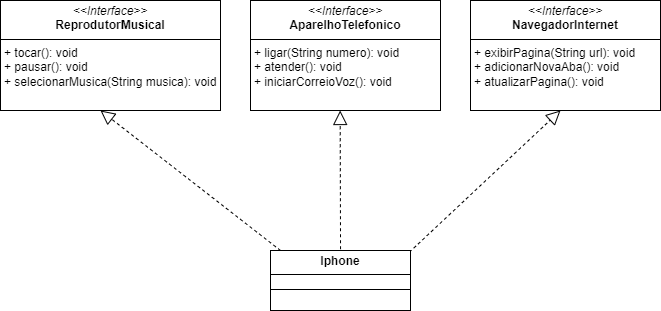 <<Interface>>
ReprodutorMusical
+ tocar(): void
+ pausar(): void
+ selecionarMusica(String musica): void
<<Interface>>
AparelhoTelefonico
+ ligar(String numero): void
+ atender(): void
+ iniciarCorreioVoz(): void
<<Interface>>
NavegadorInternet
+ exibirPagina(String url): void
+ adicionarNovaAba(): void
+ atualizarPagina(): void
Iphone